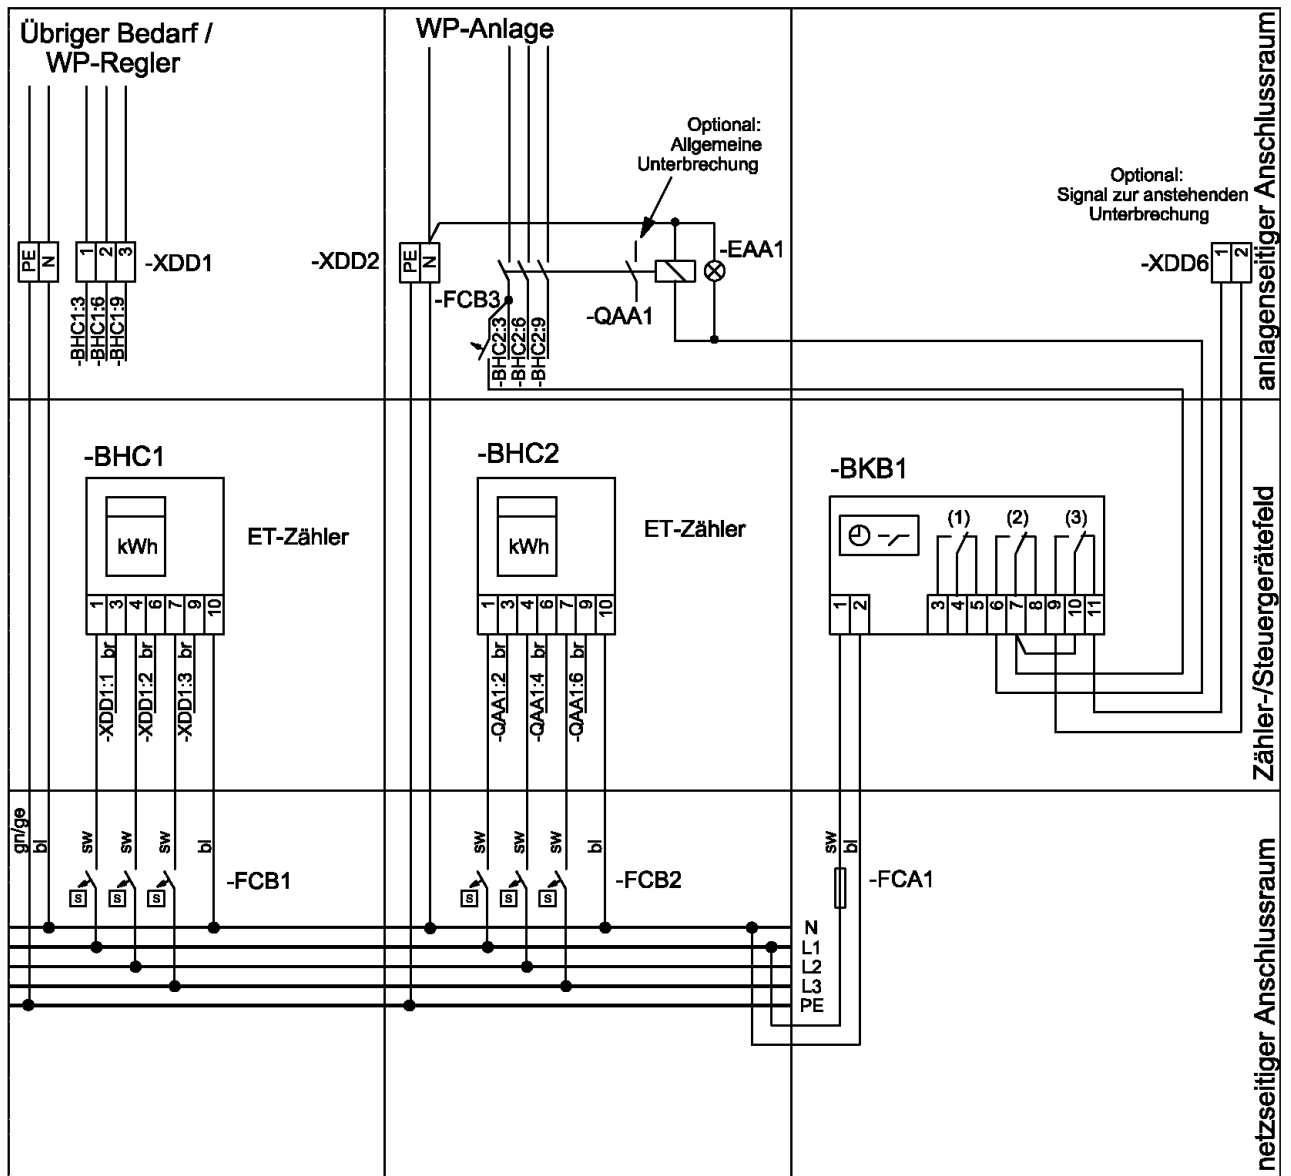 Übriger Bedarf /
WP-Regler
WP-Anlage
Optional:
Allgemeine
Unterbrechung
Optional:
Signal zur anstehenden
Unterbrechung
anlagenseitiger Anschlussraum
PE
N
1
2
3
-XDD1
-BHC1:3
-BHC1:6
-BHC1:9
-XDD2
PE
N
-FCB3
-BHC2:3
-BHC2:6
-BHC2:9
-QAA1
-EAA1
-XDD6
1
2
-BHC1
kWh
ET-Zähler
1
3
4
6
7
9
10
-XDD1:1 br
-XDD1:2 br
-XDD1:3 br
-BHC2
kWh
ET-Zähler
1
3
4
6
7
9
10
-QAA1:2 br
-QAA1:4 br
-QAA1:6 br
-BKB1
(1)
(2)
(3)
1
2
3
4
5
6
7
8
9
10
11
Zähler-/Steuergerätefeld
gn/ge
bl
sw
sw
sw
bl
S
S
S
-FCB1
sw
sw
sw
bl
S
S
S
-FCB2
sw
bl
-FCA1
N
L1
L2
L3
PE
netzseitiger Anschlussraum